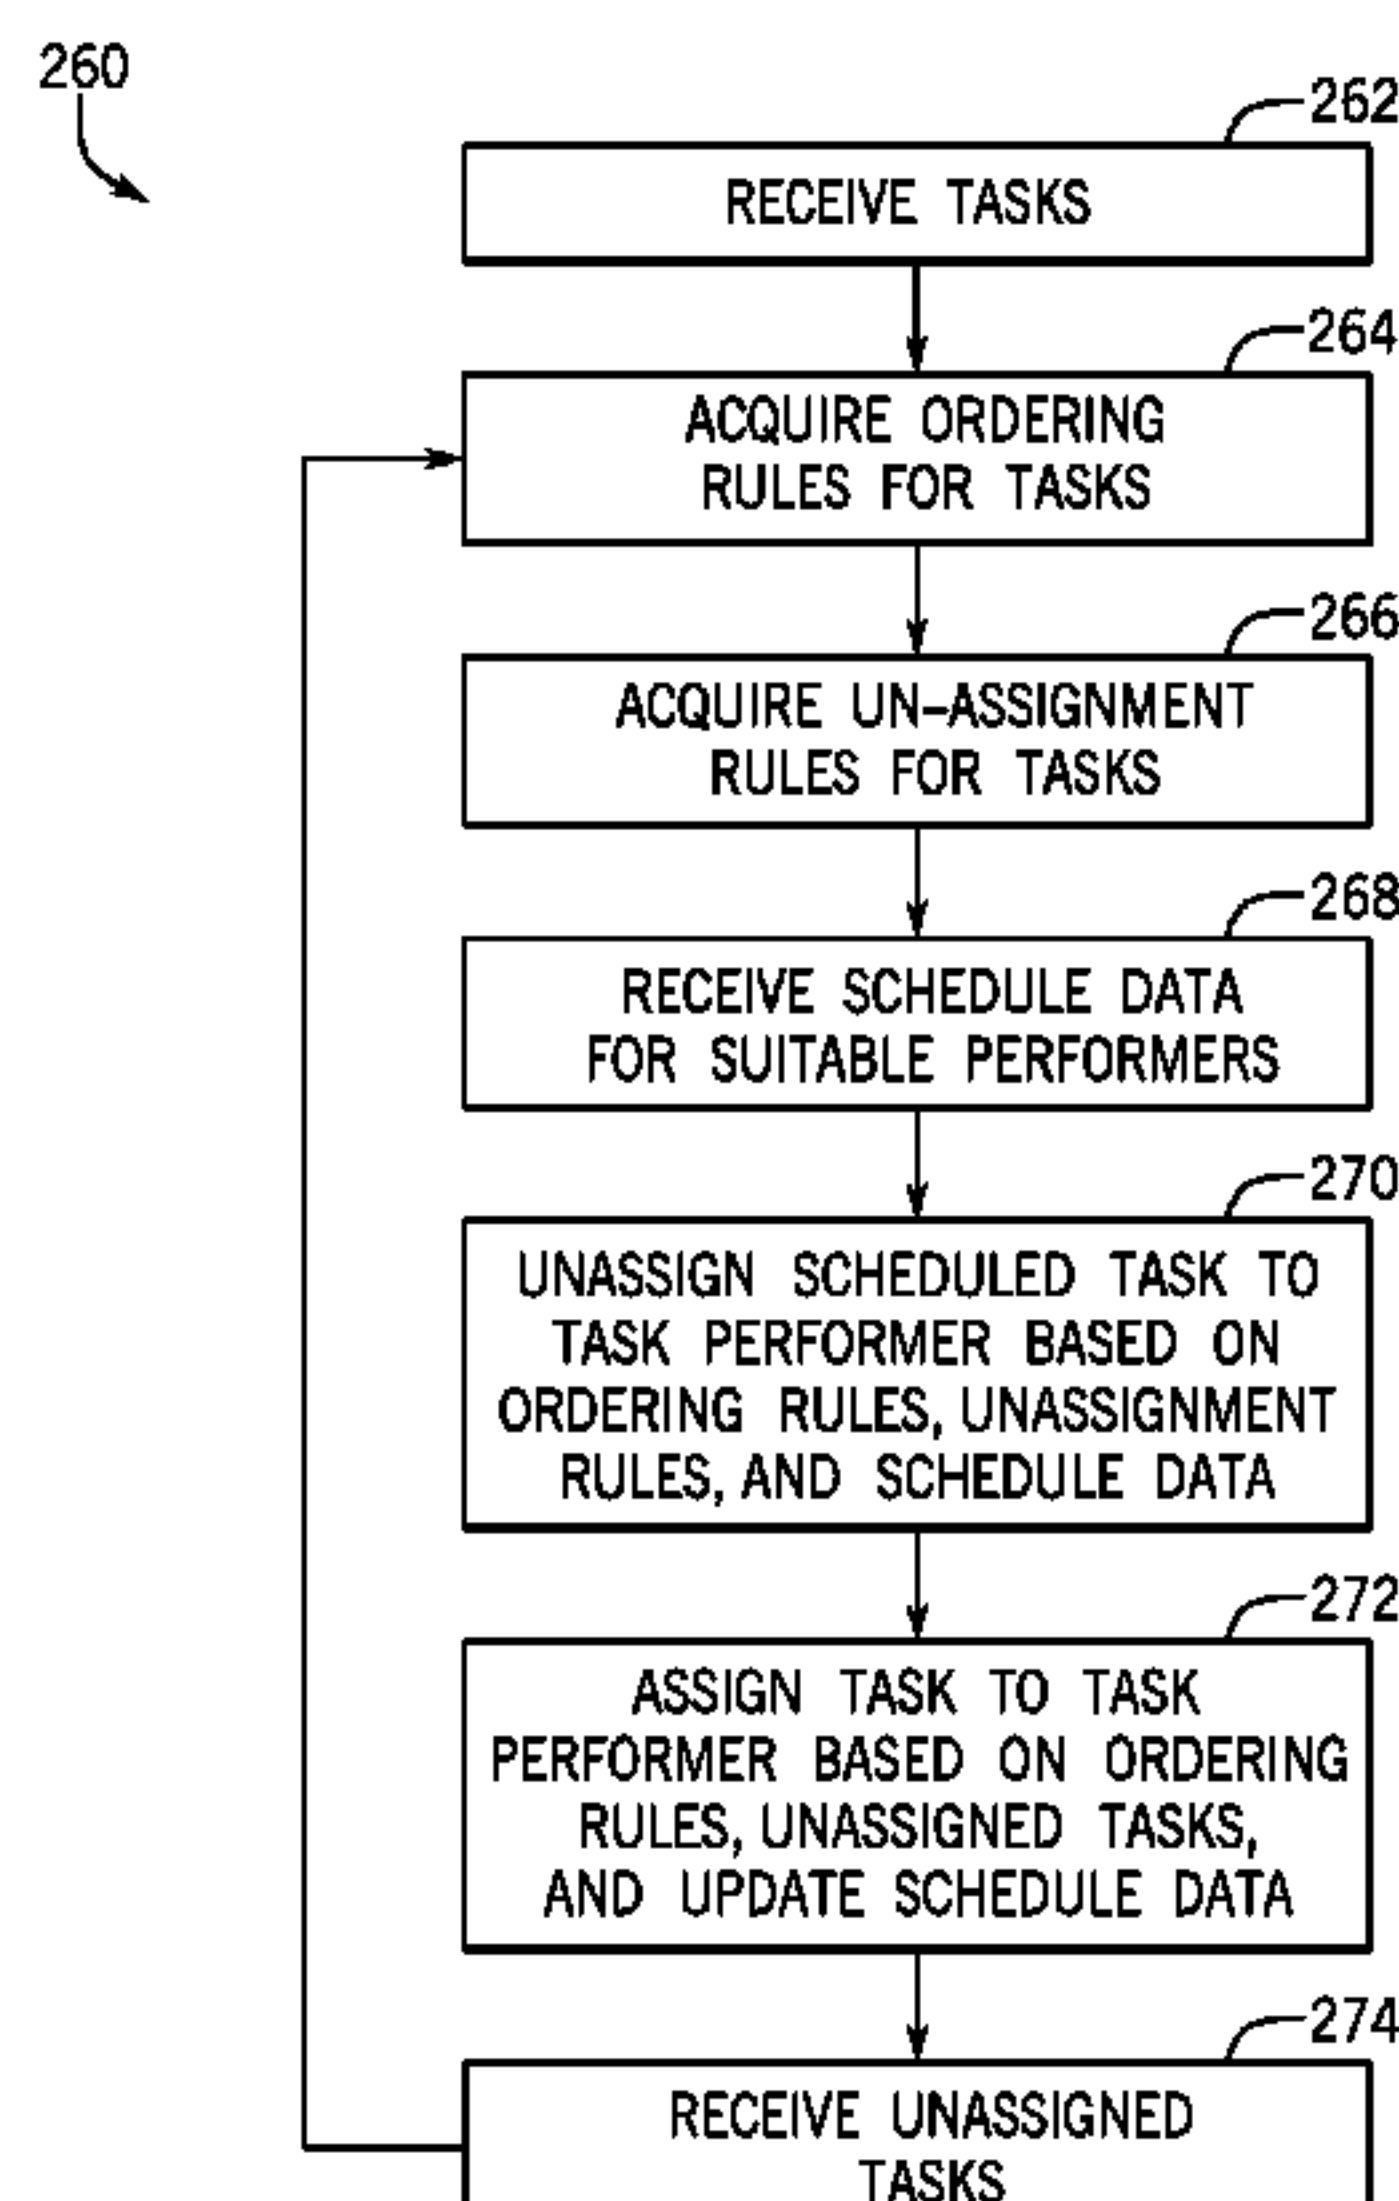 260
262
RECEIVE TASKS
264
ACQUIRE ORDERING
RULES FOR TASKS
266
ACQUIRE UN-ASSIGNMENT
RULES FOR TASKS
268
RECEIVE SCHEDULE DATA
FOR SUITABLE PERFORMERS
270
UNASSIGN SCHEDULED TASK TO
TASK PERFORMER BASED ON
ORDERING RULES, UNASSIGNMENT
RULES, AND SCHEDULE DATA
272
ASSIGN TASK TO TASK
PERFORMER BASED ON ORDERING
RULES, UNASSIGNED TASKS,
AND UPDATE SCHEDULE DATA
274
RECEIVE UNASSIGNED
TASKS